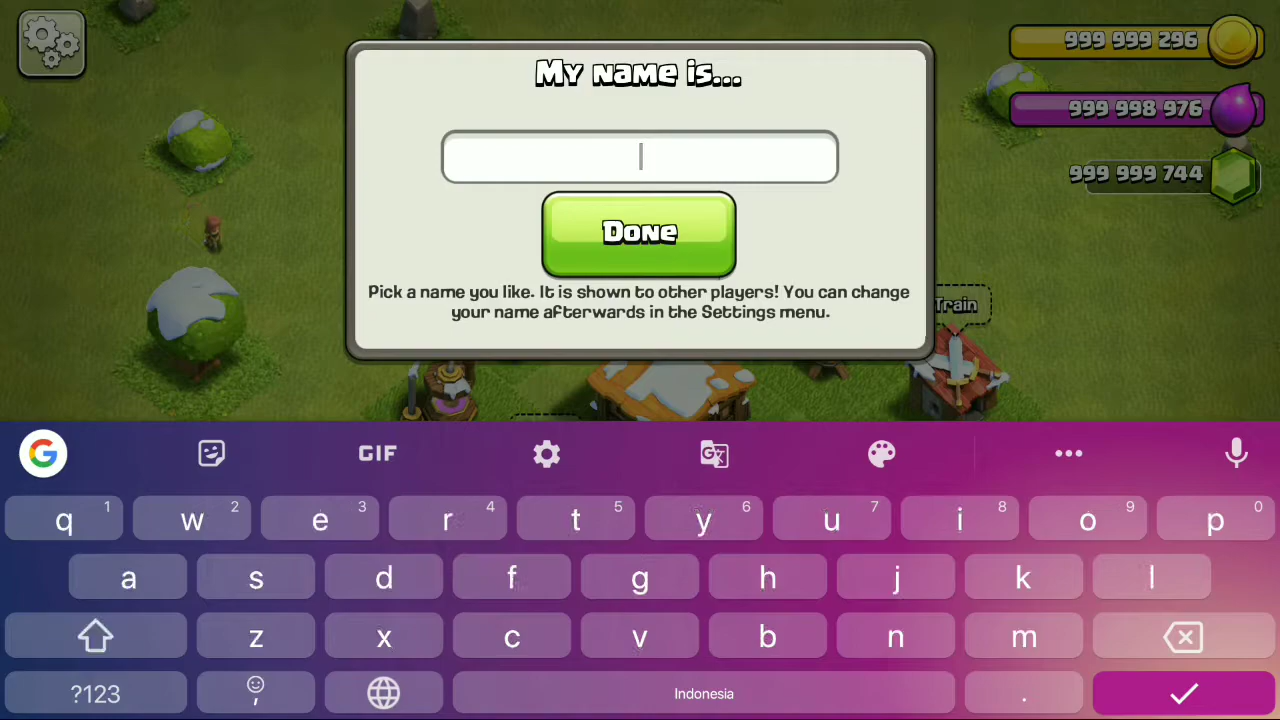 My name is...
999 999 296
999 998 976
999 999 744
Done
Pick a name you like. It is shown to other players! You can change
your name afterwards in the Settings menu.
Train
G
GIF
G
q 1 w 2 e 3 r 4 t 5 y 6 u 7 i 8 o 9 p 0
a s d f g h j k l
z x c v b n m
?123 , Indonesia .